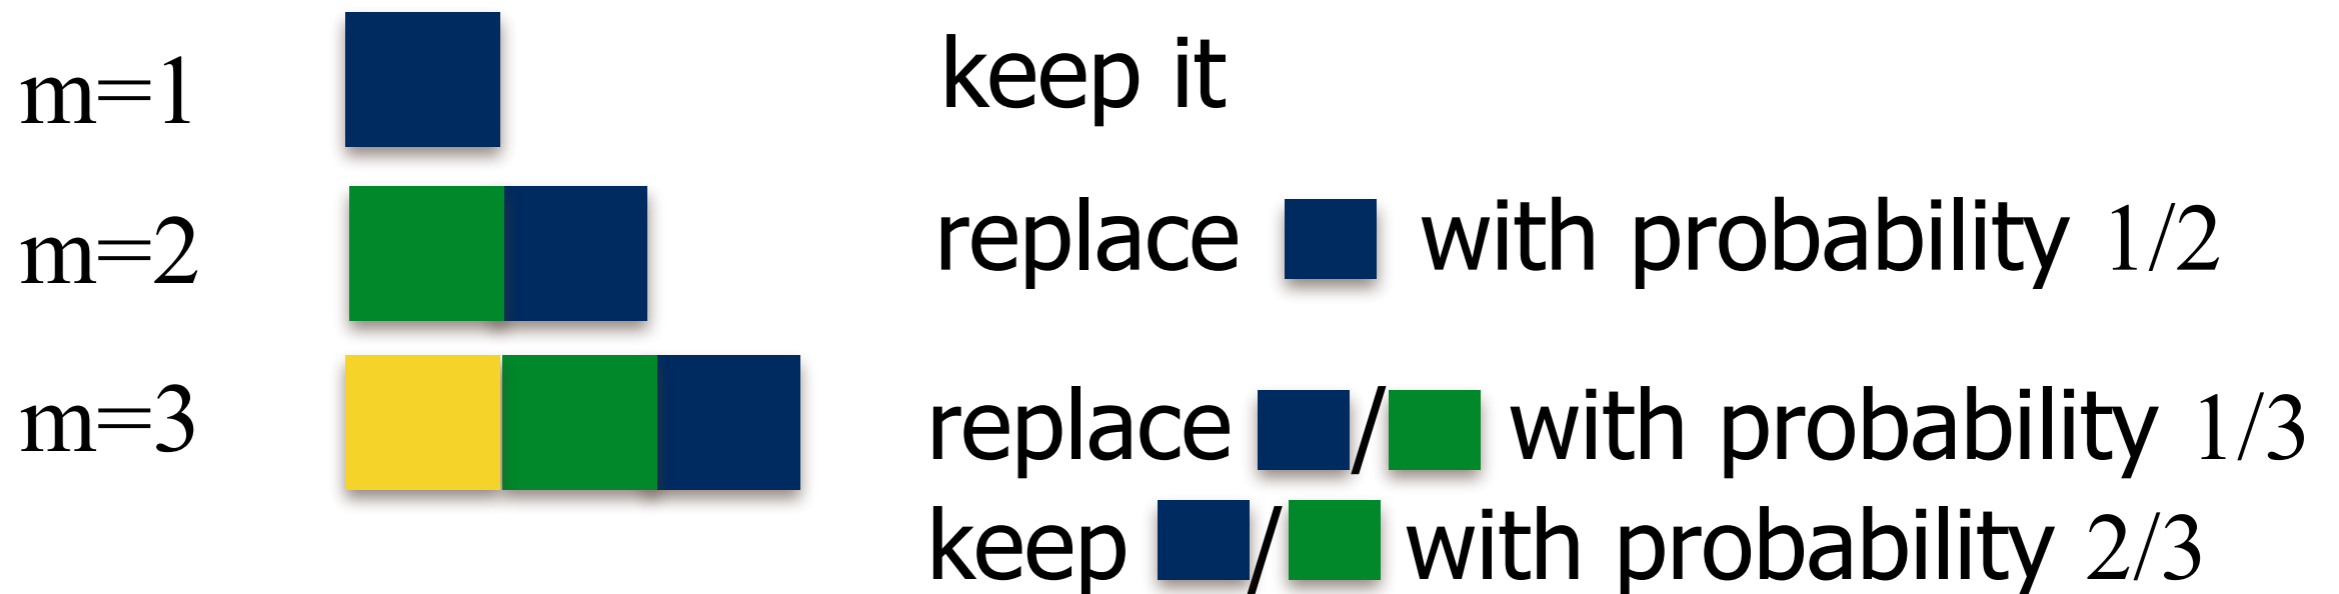 m=1 keep it
m=2 replace with probability 1/2
m=3 replace / with probability 1/3
keep / with probability 2/3